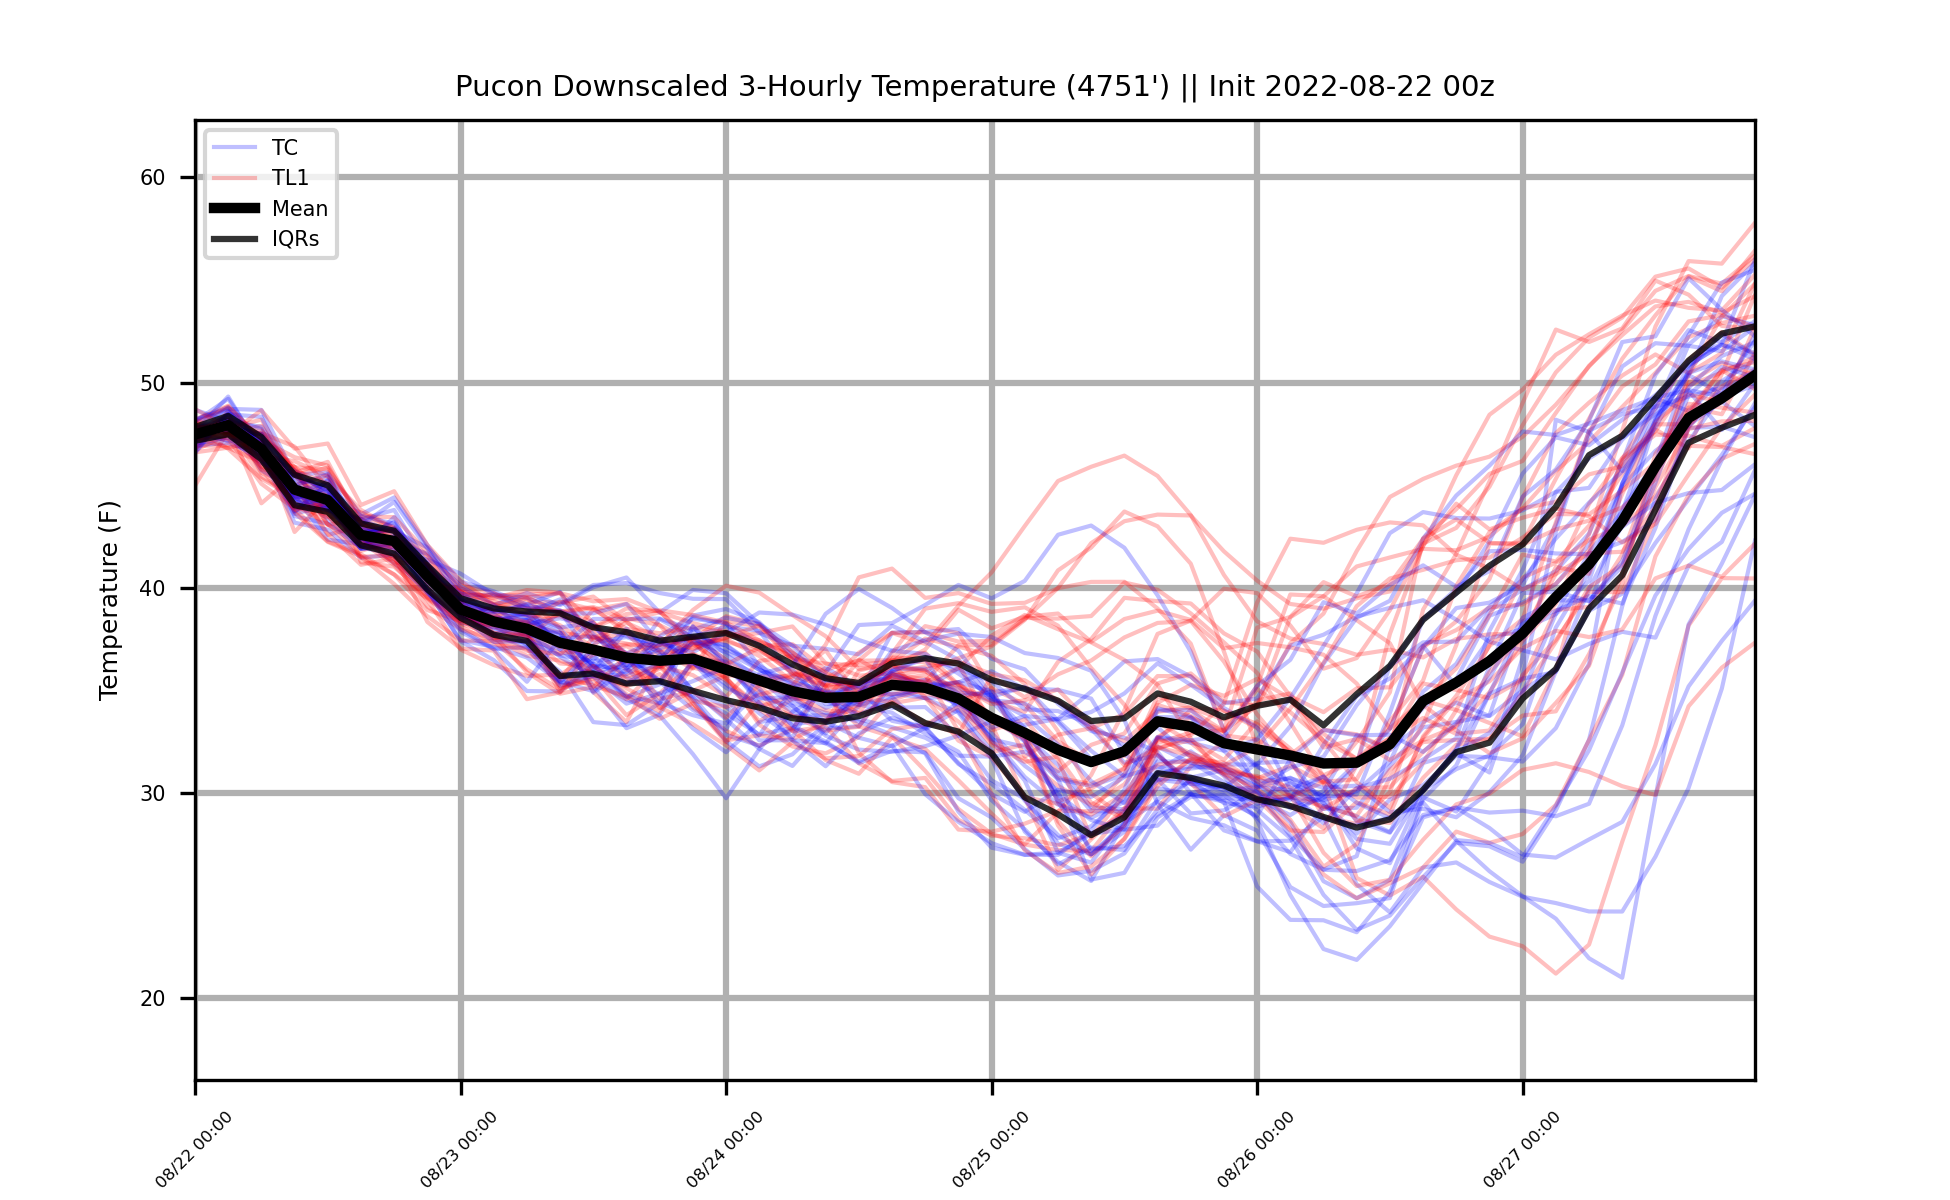 Pucon Downscaled 3-Hourly Temperature (4751') || Init 2022-08-22 00z
TC
TL1
Mean
IQRs
Temperature (F)
60
50
40
30
20
08/22 00:00
08/23 00:00
08/24 00:00
08/25 00:00
08/26 00:00
08/27 00:00